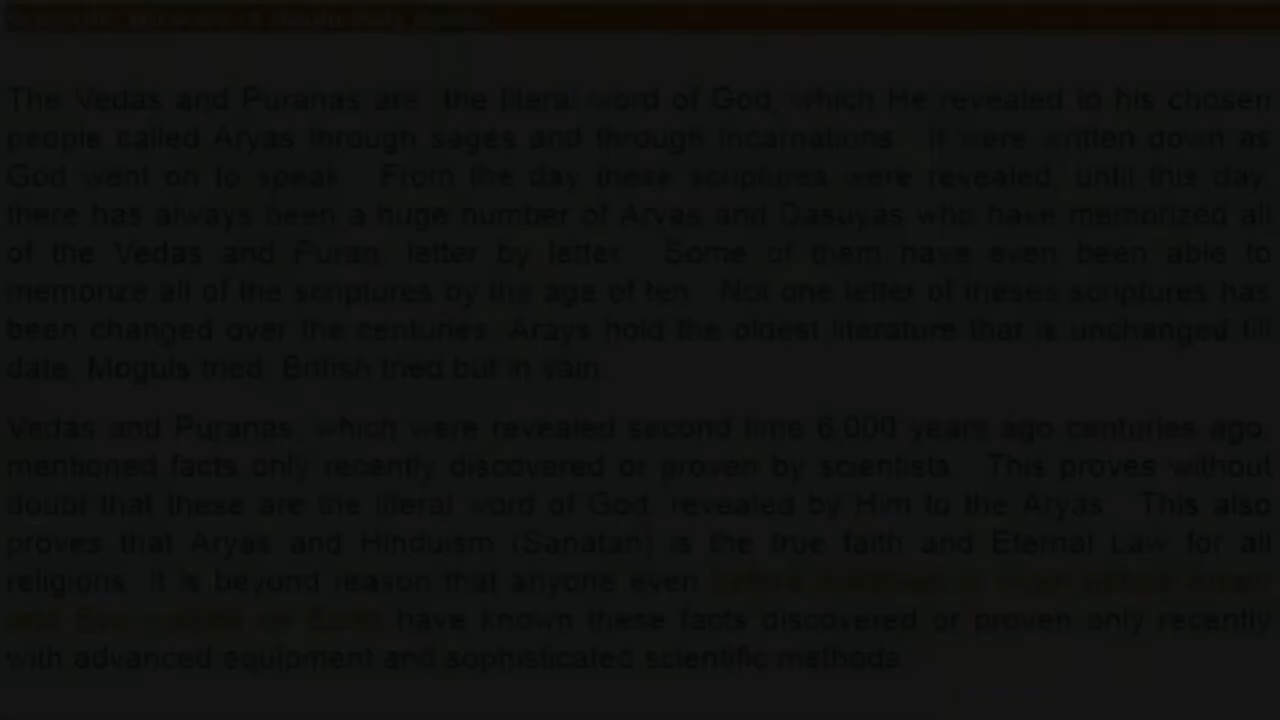 Scientific Miracles of Hindu Holy Books
The Vedas and Puranas are the literal word of God, which He revealed to his chosen
people called Aryas through sages and through Incarnations. It were written down as
God went on to speak. From the day these scriptures were revealed, until this day,
there has always been a huge number of Aryas and Dasuyas who have memorized all
of the Vedas and Puran, letter by letter. Some of them have even been able to
memorize all of the scriptures by the age of ten. Not one letter of theses scriptures has
been changed over the centuries. Arays hold the oldest literature that is unchanged till
date. Moguls tried, British tried but in vain.
Vedas and Puranas, which were revealed second time 6,000 years ago centuries ago,
mentioned facts only recently discovered or proven by scientists. This proves without
doubt that these are the literal word of God, revealed by Him to the Aryas. This also
proves that Aryas and Hinduism (Sanatan) is the true faith and Eternal Law for all
religions. It is beyond reason that anyone even
have known these facts discovered or proven only recently
with advanced equipment and sophisticated scientific methods.